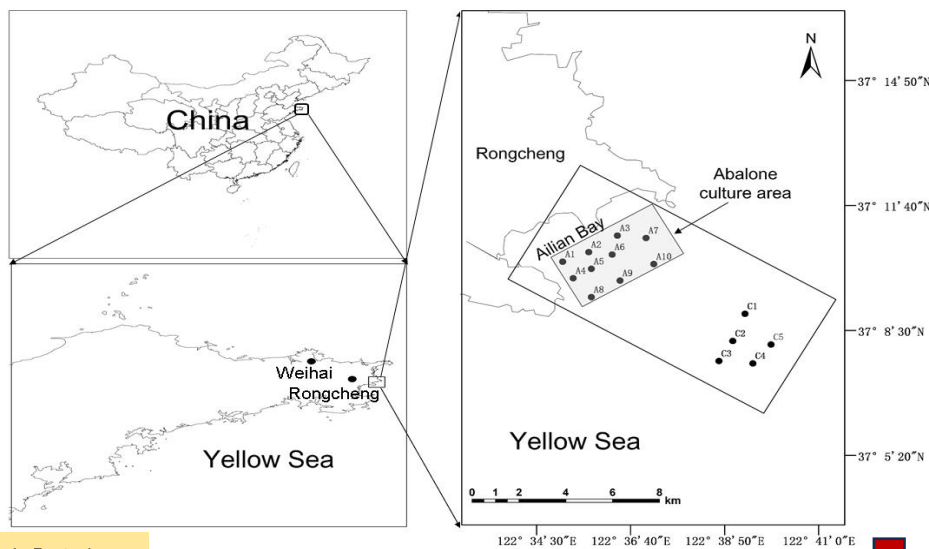 China
Weihai
Rongcheng
Yellow Sea
N
Rongcheng
Abalone
culture area
Ailian Bay
A1
A2
A3
A4
A5
A6
A7
A8
A9
A10
C1
C2
C3
C4
C5
Yellow Sea
0 1 2 4 6 8
km
37° 14′50″N
37° 11′40″N
37° 8′30″N
37° 5′20″N
122° 34′30″E
122° 36′40″E
122° 38′50″E
122° 41′0″E